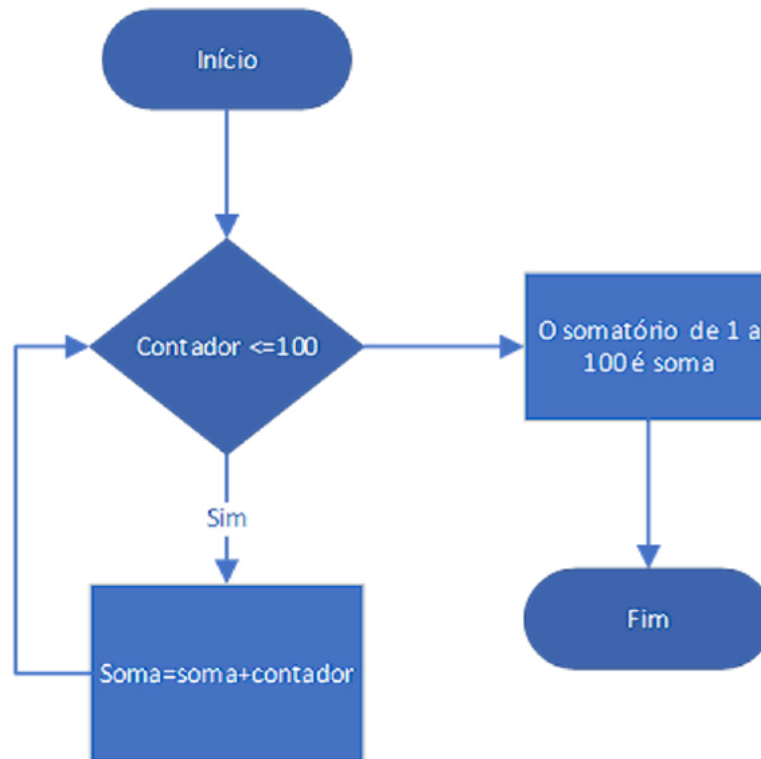 Início
Contador <=100
O somatório de 1 a
100 é soma
Sim
Soma=soma+contador
Fim